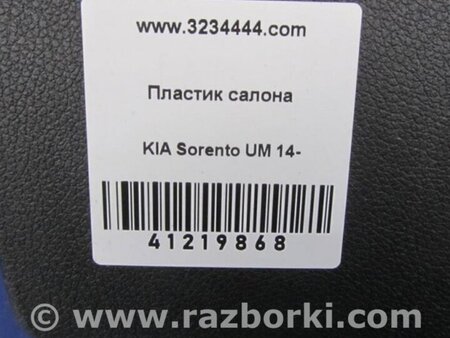 www.3234444.com
Пластик салона
KIA Sorento UM 14-
41219868
© www.razborki.com